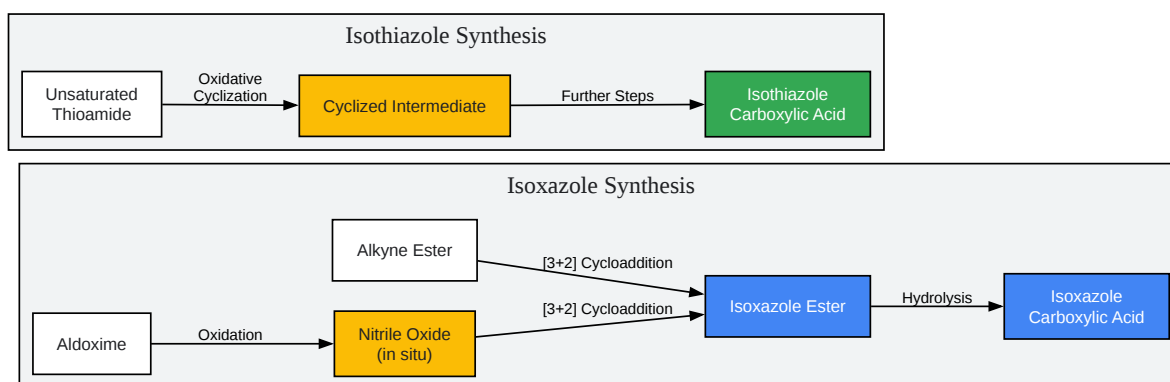 Isothiazole Synthesis
Unsaturated
Thioamide
Oxidative
Cyclization
Cyclized Intermediate
Further Steps
Isothiazole
Carboxylic Acid
Isoxazole Synthesis
Alkyne Ester
[3+2] Cycloaddition
Aldoxime
Oxidation
Nitrile Oxide
(in situ)
[3+2] Cycloaddition
Isoxazole Ester
Hydrolysis
Isoxazole
Carboxylic Acid